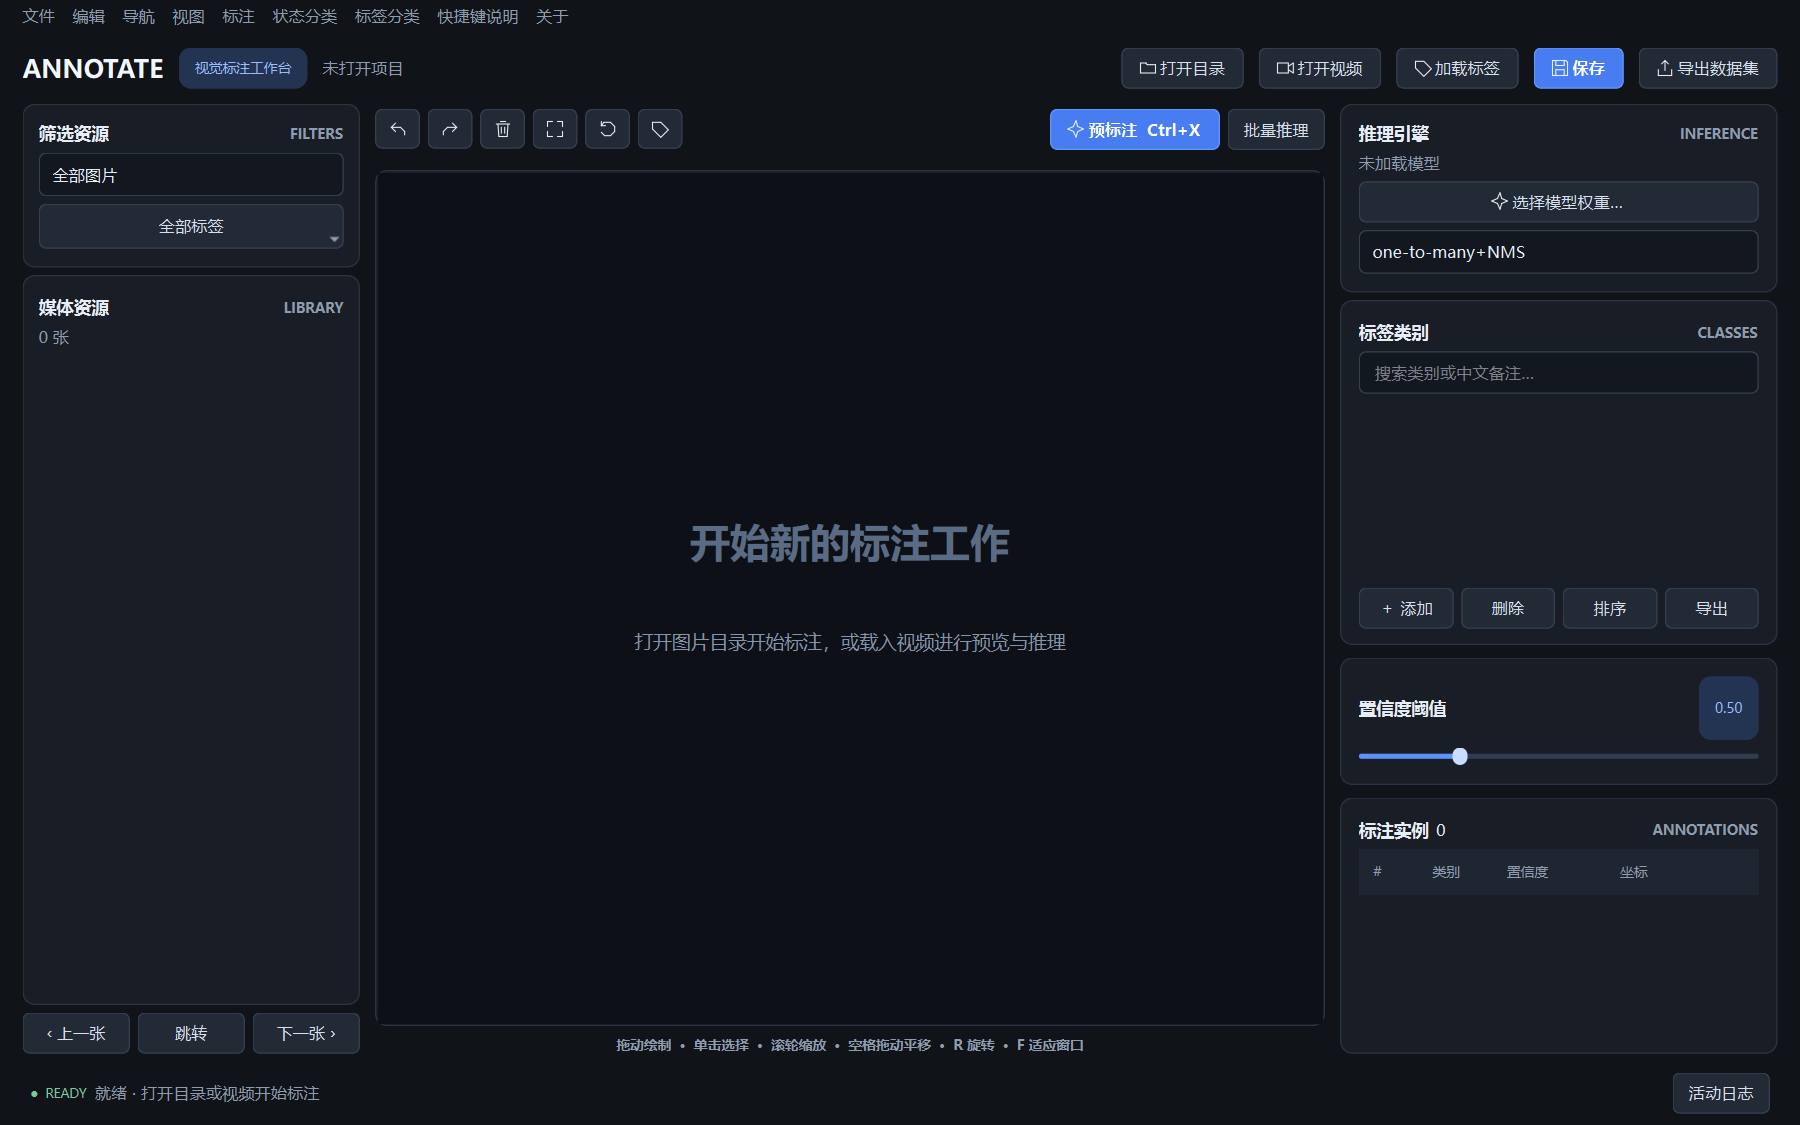 文件 编辑 导航 视图 标注 状态分类 标签分类 快捷键说明 关于
ANNOTATE 视觉标注工作台 未打开项目 打开目录 打开视频 加载标签 保存 导出数据集
筛选资源 FILTERS
全部图片
全部标签
媒体资源 LIBRARY
0 张
‹ 上一张 跳转 下一张 ›
预标注 Ctrl+X 批量推理
开始新的标注工作
打开图片目录开始标注，或载入视频进行预览与推理
拖动绘制 • 单击选择 • 滚轮缩放 • 空格拖动平移 • R 旋转 • F 适应窗口
推理引擎 INFERENCE
未加载模型
选择模型权重...
one-to-many+NMS
标签类别 CLASSES
搜索类别或中文备注...
+ 添加 删除 排序 导出
置信度阈值 0.50
标注实例 0 ANNOTATIONS
# 类别 置信度 坐标
● READY 就绪 · 打开目录或视频开始标注 活动日志